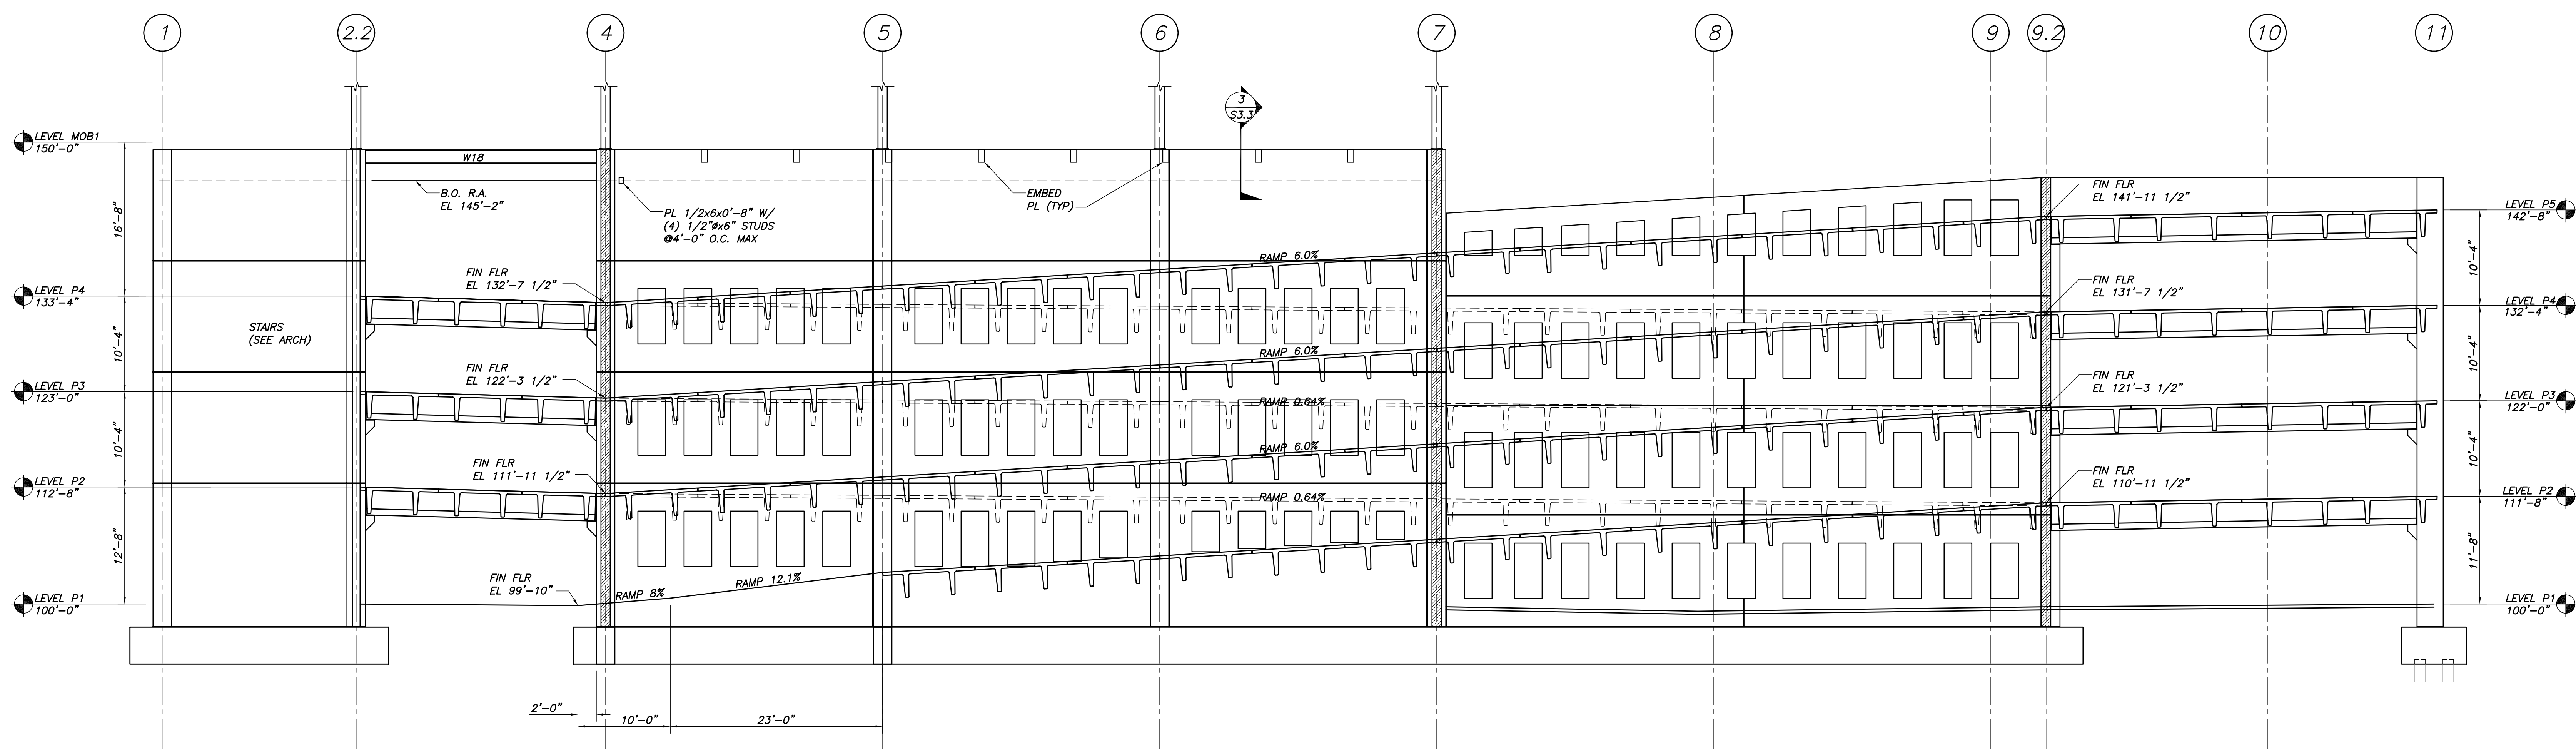 1
2.2
4
5
6
7
8
9
9.2
10
11
3
S3.3
LEVEL MOB1
150'-0"
W18
B.O. R.A.
EL 145'-2"
PL 1/2x6x0'-8" W/
(4) 1/2"øx6" STUDS
@4'-0" O.C. MAX
EMBED
PL (TYP)
FIN FLR
EL 141'-11 1/2"
LEVEL P5
142'-8"
16'-8"
RAMP 6.0%
10'-4"
FIN FLR
EL 132'-7 1/2"
LEVEL P4
133'-4"
FIN FLR
EL 131'-7 1/2"
LEVEL P4
132'-4"
STAIRS
(SEE ARCH)
10'-4"
RAMP 6.0%
10'-4"
FIN FLR
EL 122'-3 1/2"
LEVEL P3
123'-0"
FIN FLR
EL 121'-3 1/2"
LEVEL P3
122'-0"
RAMP 0.64%
10'-4"
RAMP 6.0%
10'-4"
FIN FLR
EL 111'-11 1/2"
LEVEL P2
112'-8"
FIN FLR
EL 110'-11 1/2"
LEVEL P2
111'-8"
RAMP 0.64%
12'-8"
11'-8"
FIN FLR
EL 99'-10"
RAMP 8%
RAMP 12.1%
LEVEL P1
100'-0"
LEVEL P1
100'-0"
2'-0"
10'-0"
23'-0"